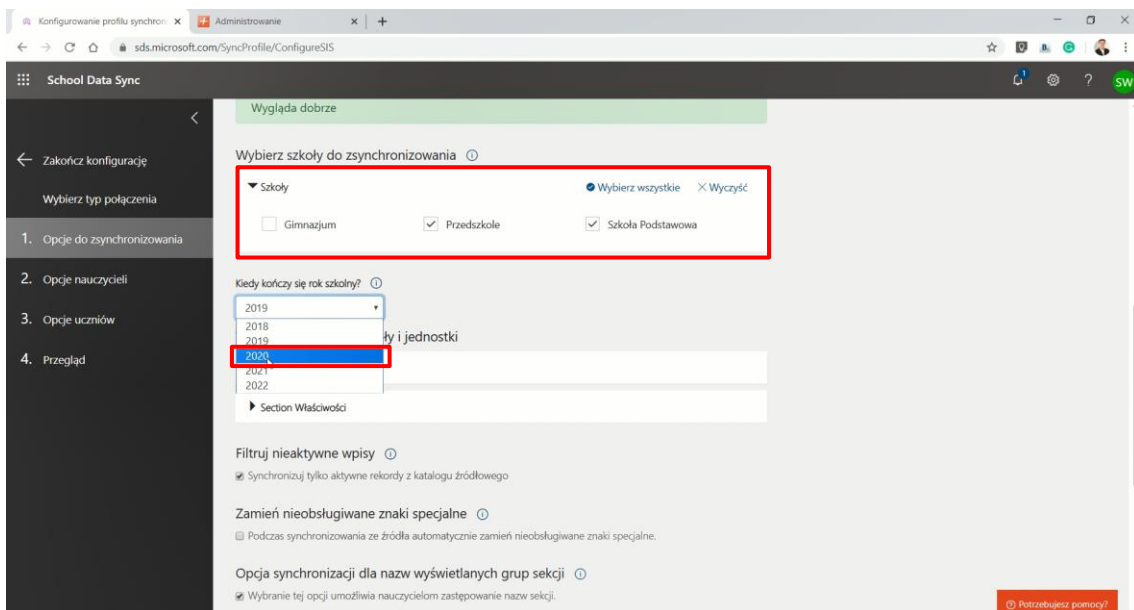 Konfigurowanie profilu synchron
Administrowanie
sds.microsoft.com/SyncProfile/ConfigureSIS
School Data Sync
1
?
SW
Zakończ konfigurację
Wybierz typ połączenia
1. Opcje do zsynchronizowania
2. Opcje nauczycieli
3. Opcje uczniów
4. Przegląd
Wygląda dobrze
Wybierz szkoły do zsynchronizowania
Szkoły
Wybierz wszystkie
Wyczyść
Gimnazjum
Przedszkole
Szkoła Podstawowa
Kiedy kończy się rok szkolny?
2019
2018
2019
2020
2021
2022
i jednostki
Section Właściwości
Filtruj nieaktywne wpisy
Synchronizuj tylko aktywne rekordy z katalogu źródłowego
Zamień nieobsługiwane znaki specjalne
Podczas synchronizowania ze źródła automatycznie zamień nieobsługiwane znaki specjalne.
Opcja synchronizacji dla nazw wyświetlanych grup sekcji
Wybranie tej opcji umożliwia nauczycielom zastępowanie nazw sekcji.
Potrzebujesz pomocy?